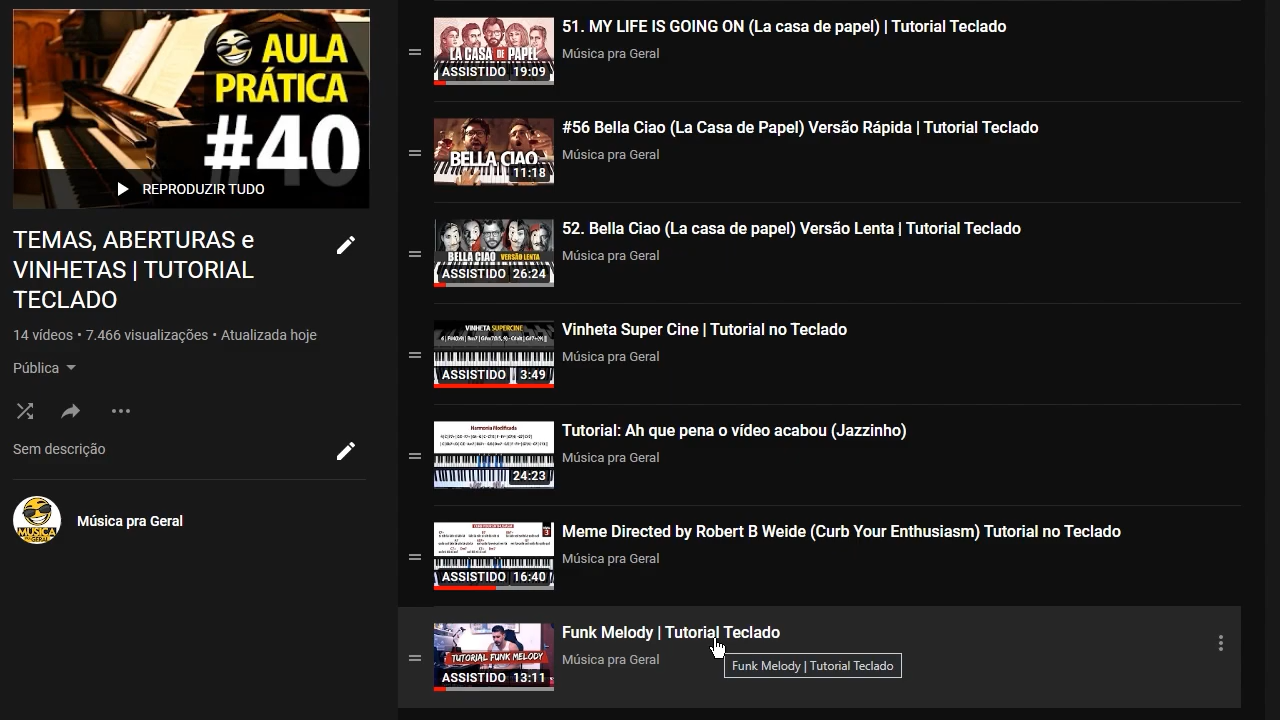 AULA
PRÁTICA
#40
REPRODUZIR TUDO
TEMAS, ABERTURAS e
VINHETAS | TUTORIAL
TECLADO
14 vídeos • 7.466 visualizações • Atualizada hoje
Pública
Sem descrição
MÚSICA
Música pra Geral
LA CASA DE PAPEL
ASSISTIDO 19:09
51. MY LIFE IS GOING ON (La casa de papel) | Tutorial Teclado
Música pra Geral
BELLA CIAO
11:18
#56 Bella Ciao (La Casa de Papel) Versão Rápida | Tutorial Teclado
Música pra Geral
BELLA CIAO VERSÃO LENTA
ASSISTIDO 26:24
52. Bella Ciao (La casa de papel) Versão Lenta | Tutorial Teclado
Música pra Geral
VINHETA SUPERCINE
ASSISTIDO 3:49
Vinheta Super Cine | Tutorial no Teclado
Música pra Geral
Harmonia Modificada
24:23
Tutorial: Ah que pena o vídeo acabou (Jazzinho)
Música pra Geral
ASSISTIDO 16:40
Meme Directed by Robert B Weide (Curb Your Enthusiasm) Tutorial no Teclado
Música pra Geral
TUTORIAL FUNK MELODY
ASSISTIDO 13:11
Funk Melody | Tutorial Teclado
Música pra Geral
Funk Melody | Tutorial Teclado